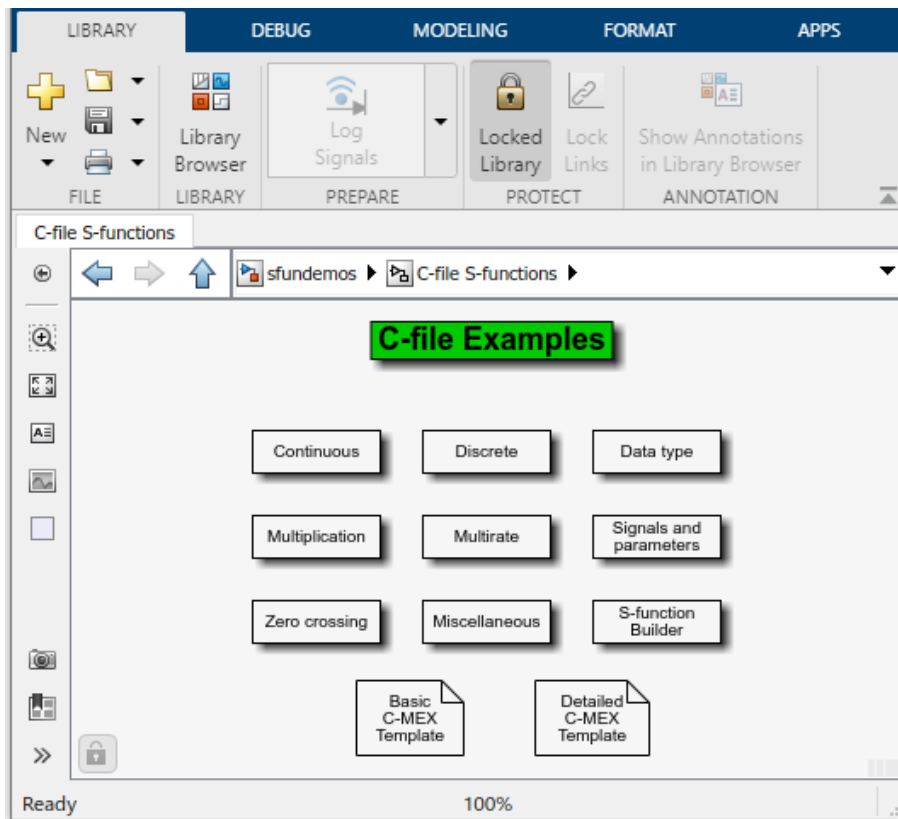 LIBRARY DEBUG MODELING FORMAT APPS
New
Library
Browser
Log
Signals
Locked
Library
Lock
Links
Show Annotations
in Library Browser
FILE LIBRARY PREPARE PROTECT ANNOTATION
C-file S-functions
sfundemos C-file S-functions
C-file Examples
Continuous
Discrete
Data type
Multiplication
Multirate
Signals and
parameters
Zero crossing
Miscellaneous
S-function
Builder
Basic
C-MEX
Template
Detailed
C-MEX
Template
Ready 100%